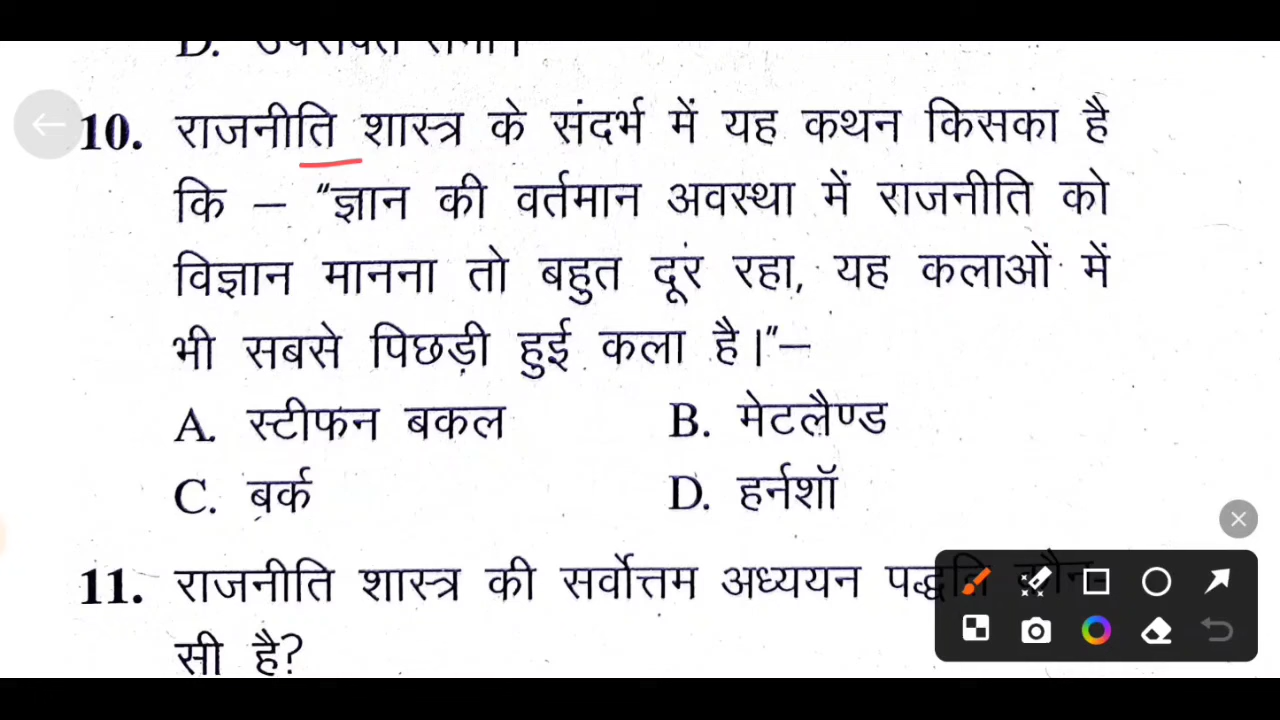 10. राजनीति शास्त्र के संदर्भ में यह कथन किसका है
कि – "ज्ञान की वर्तमान अवस्था में राजनीति को
विज्ञान मानना तो बहुत दूर रहा, यह कलाओं में
भी सबसे पिछड़ी हुई कला है।"–
A. स्टीफन बकल B. मेटलैण्ड
C. बर्क D. हर्नशॉ
11. राजनीति शास्त्र की सर्वोत्तम अध्ययन पद्धति कौन-
सी है?